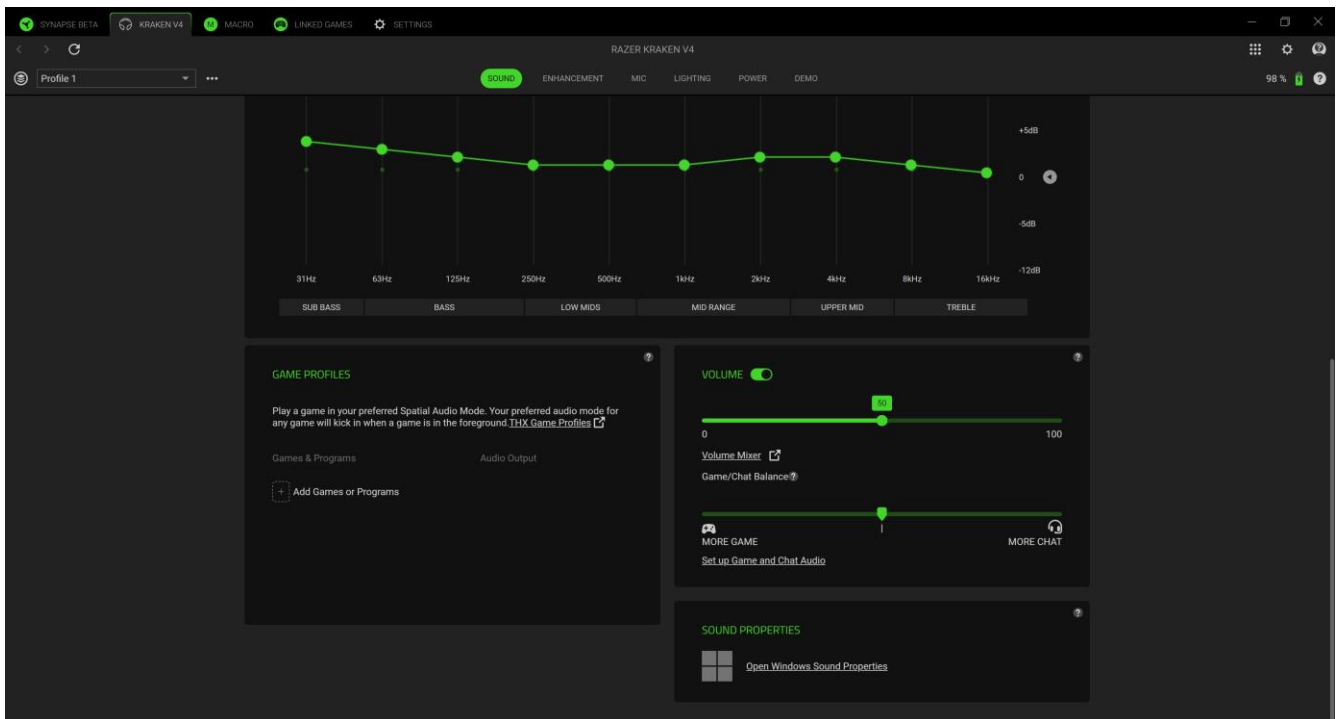 SYNAPSE BETA
KRAKEN V4
MACRO
LINKED GAMES
SETTINGS
RAZER KRAKEN V4
Profile 1
SOUND
ENHANCEMENT
MIC
LIGHTING
POWER
DEMO
98 %
+5dB
0
-5dB
-12dB
31Hz 63Hz 125Hz 250Hz 500Hz 1kHz 2kHz 4kHz 8kHz 16kHz
SUB BASS BASS LOW MIDS MID RANGE UPPER MID TREBLE
GAME PROFILES
Play a game in your preferred Spatial Audio Mode. Your preferred audio mode for
any game will kick in when a game is in the foreground.THX Game Profiles
Games & Programs Audio Output
+ Add Games or Programs
VOLUME
50
0 100
Volume Mixer
Game/Chat Balance?
MORE GAME MORE CHAT
Set up Game and Chat Audio
SOUND PROPERTIES
Open Windows Sound Properties